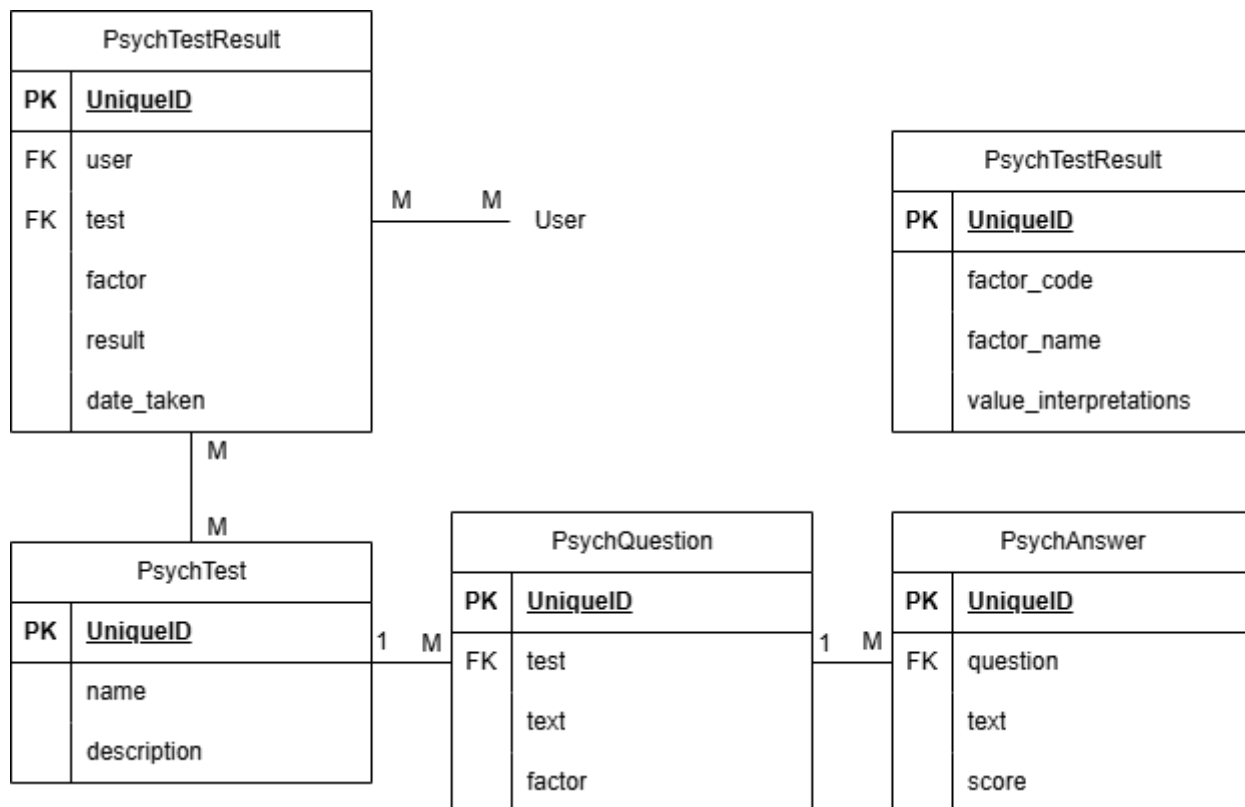 PsychTestResult
PK UniqueID
FK user
FK test
factor
result
date_taken
M M
User
PsychTestResult
PK UniqueID
factor_code
factor_name
value_interpretations
M
M
PsychTest
PK UniqueID
name
description
1 M
PsychQuestion
PK UniqueID
FK test
text
factor
1 M
PsychAnswer
PK UniqueID
FK question
text
score